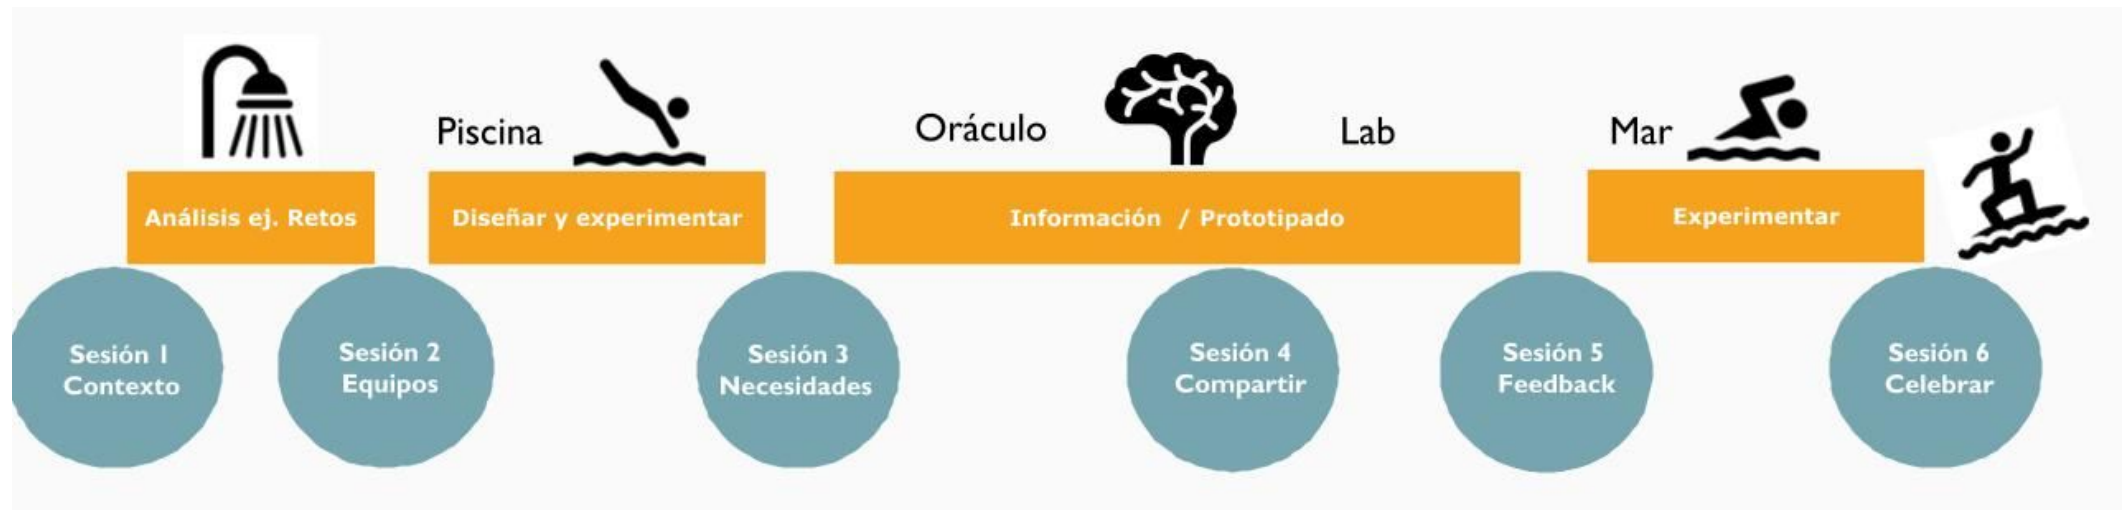 Piscina
Oráculo
Lab
Mar
Análisis ej. Retos
Diseñar y experimentar
Información / Prototipado
Experimentar
Sesión 1
Contexto
Sesión 2
Equipos
Sesión 3
Necesidades
Sesión 4
Compartir
Sesión 5
Feedback
Sesión 6
Celebrar